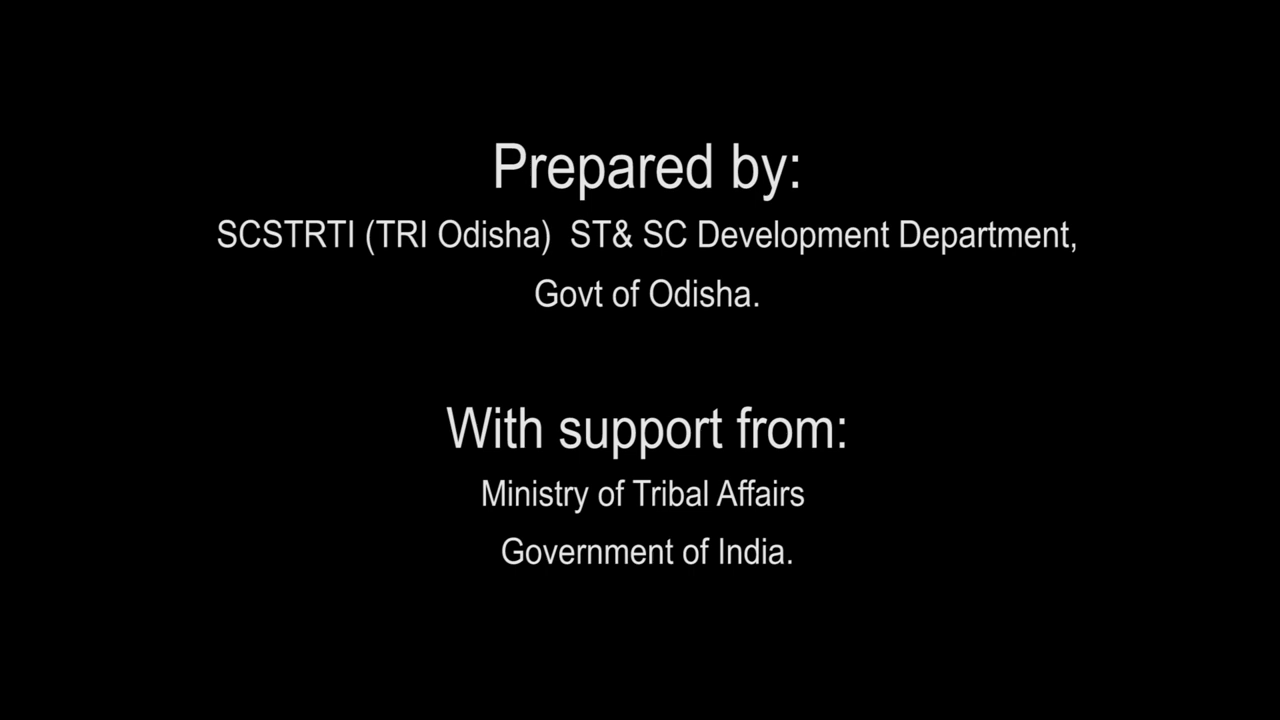 Prepared by:
SCSTRTI (TRI Odisha)  ST& SC Development Department,
Govt of Odisha.
With support from:
Ministry of Tribal Affairs
Government of India.